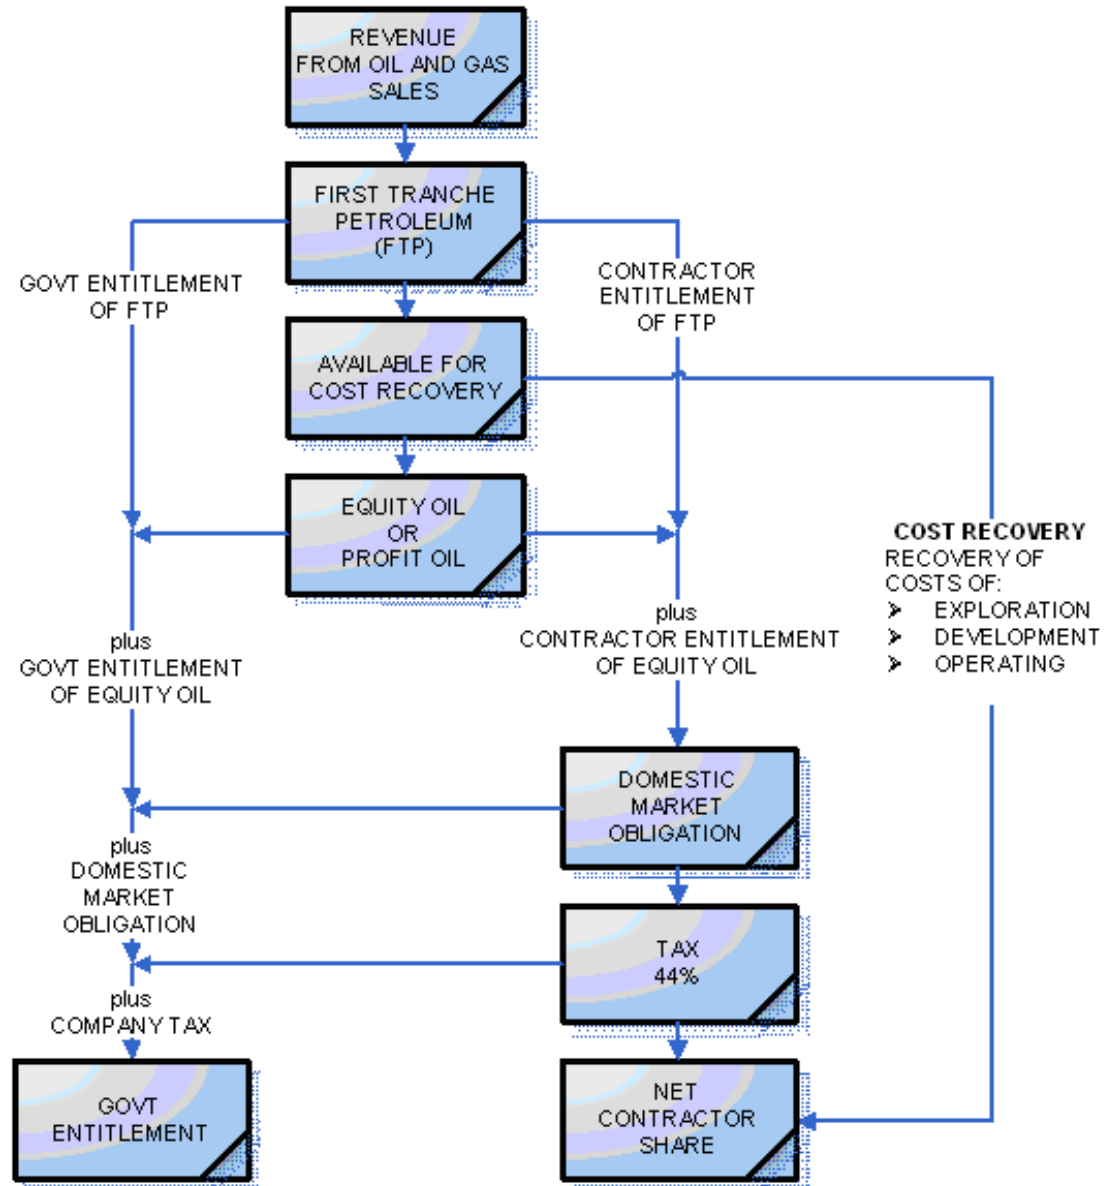 REVENUE
FROM OIL AND GAS
SALES
FIRST TRANCHE
PETROLEUM
(FTP)
GOVT ENTITLEMENT
OF FTP
CONTRACTOR
ENTITLEMENT
OF FTP
AVAILABLE FOR
COST RECOVERY
EQUITY OIL
OR
PROFIT OIL
COST RECOVERY
RECOVERY OF
COSTS OF:
➢ EXPLORATION
➢ DEVELOPMENT
➢ OPERATING
plus
GOVT ENTITLEMENT
OF EQUITY OIL
plus
CONTRACTOR ENTITLEMENT
OF EQUITY OIL
DOMESTIC
MARKET
OBLIGATION
plus
DOMESTIC
MARKET
OBLIGATION
TAX
44%
plus
COMPANY TAX
GOVT
ENTITLEMENT
NET
CONTRACTOR
SHARE